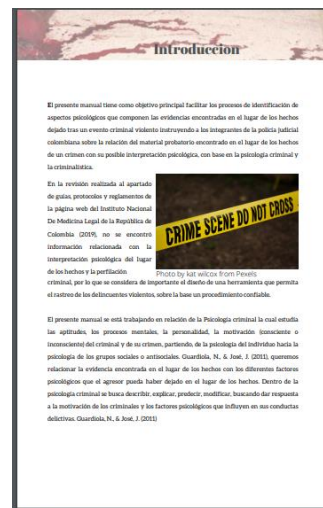 Introduccion
El presente manual tiene como objetivo principal facilitar los procesos de identificación de
aspectos psicológicos que componen las evidencias encontradas en el lugar de hechos
dejado tras un evento criminal violento instruyendo a los integrantes de la policía judicial
colombiana sobre la relación del material probatorio encontrado en el lugar de los hechos
de un crimen con su posible interpretación psicológica, con base en la psicología criminal y
la criminalística.
En la revisión realizada al apartado
de guías, protocolos y reglamentos de
la página web del Instituto Nacional
De Medicina Legal de la República de
Colombia (2019), no se encontró
información relacionada con la
interpretación psicológica del lugar
de los hechos y la perfilación
CRIME SCENE DO NOT CROSS
Photo by kat wilcox from Pexels
criminal, por lo que se considera de importante el diseño de una herramienta que permita
el rastreo de los delincuentes violentos, sobre la base un procedimiento confiable.
El presente manual se está trabajando en relación de la Psicología criminal la cual estudia
las aptitudes, los procesos mentales, la personalidad, la motivación (consciente o
inconsciente) del criminal y de su crimen, partiendo, de la psicología del individuo hacia la
psicología de los grupos sociales o antisociales. Guardiola, N., & José, J. (2011), queremos
relacionar la evidencia encontrada en el lugar de los hechos con los diferentes factores
psicológicos que el agresor pueda haber dejado en el lugar de los hechos. Dentro de la
psicología criminal se busca describir, explicar, predecir, modificar, buscando dar respuesta
a la motivación de los criminales y los factores psicológicos que influyen en sus conductas
delictivas. Guardiola, N., & José, J. (2011)